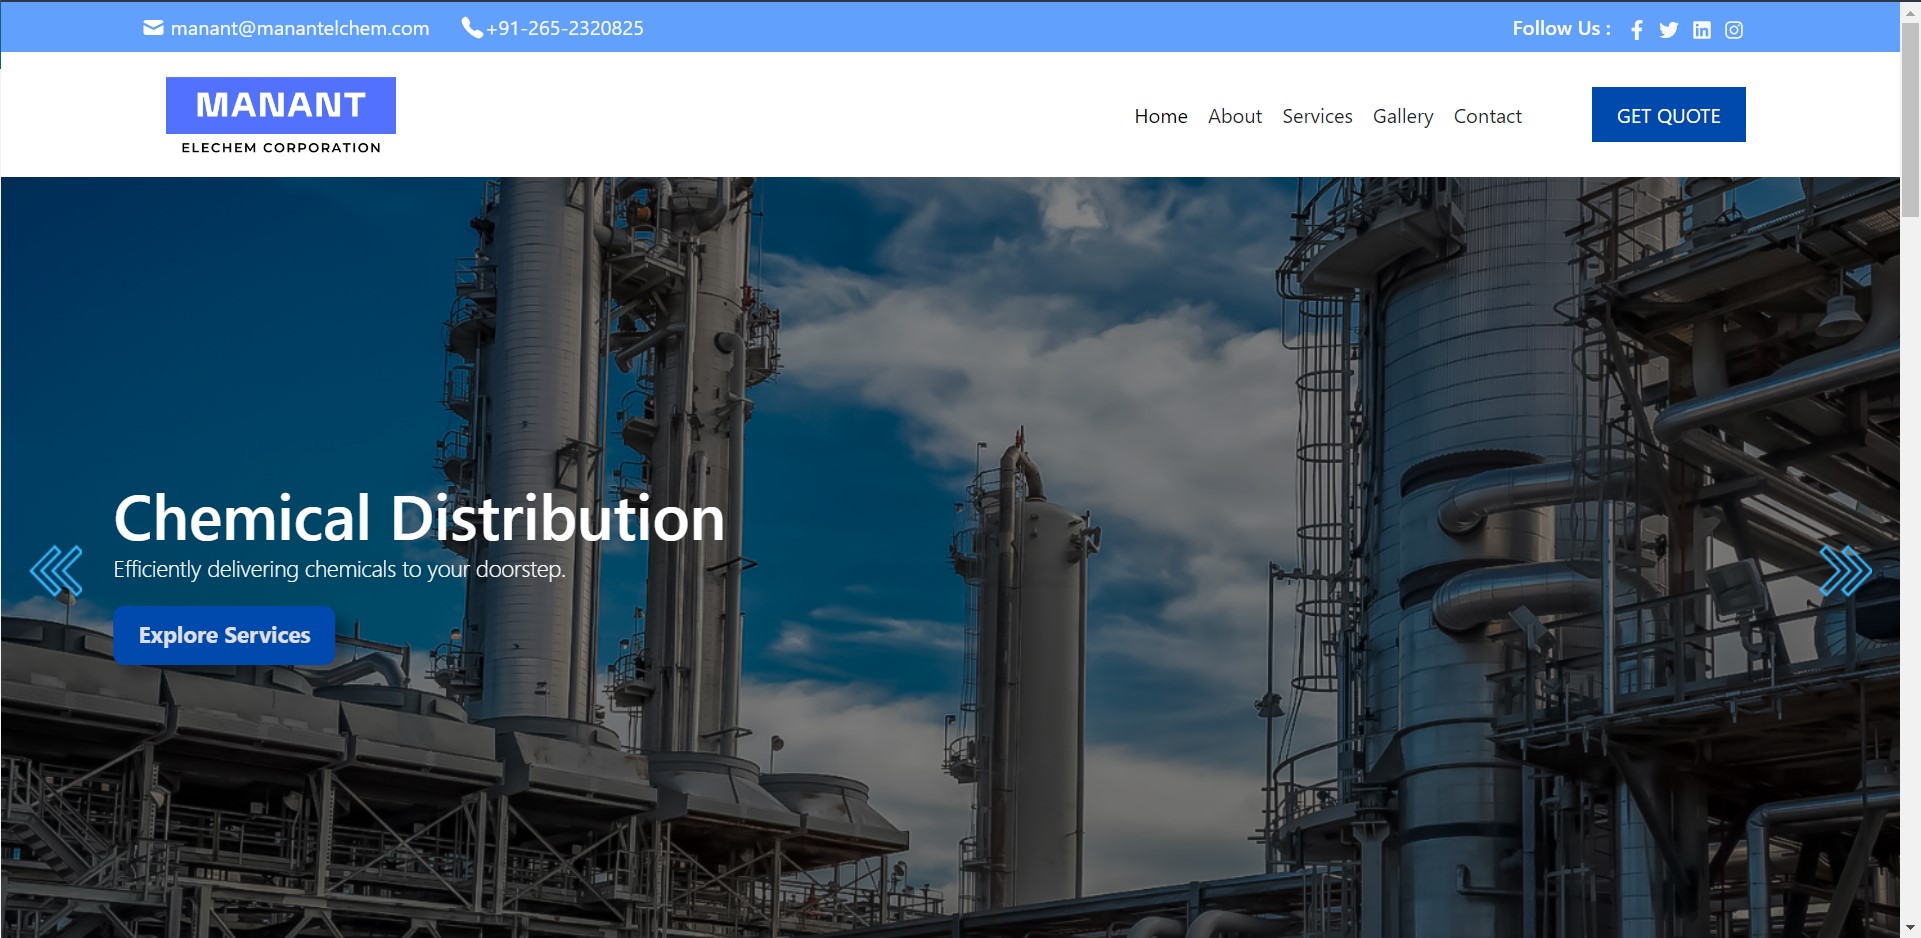 manant@manantelchem.com +91-265-2320825 Follow Us :
MANANT
ELECHEM CORPORATION
Home About Services Gallery Contact GET QUOTE
Chemical Distribution
Efficiently delivering chemicals to your doorstep.
Explore Services